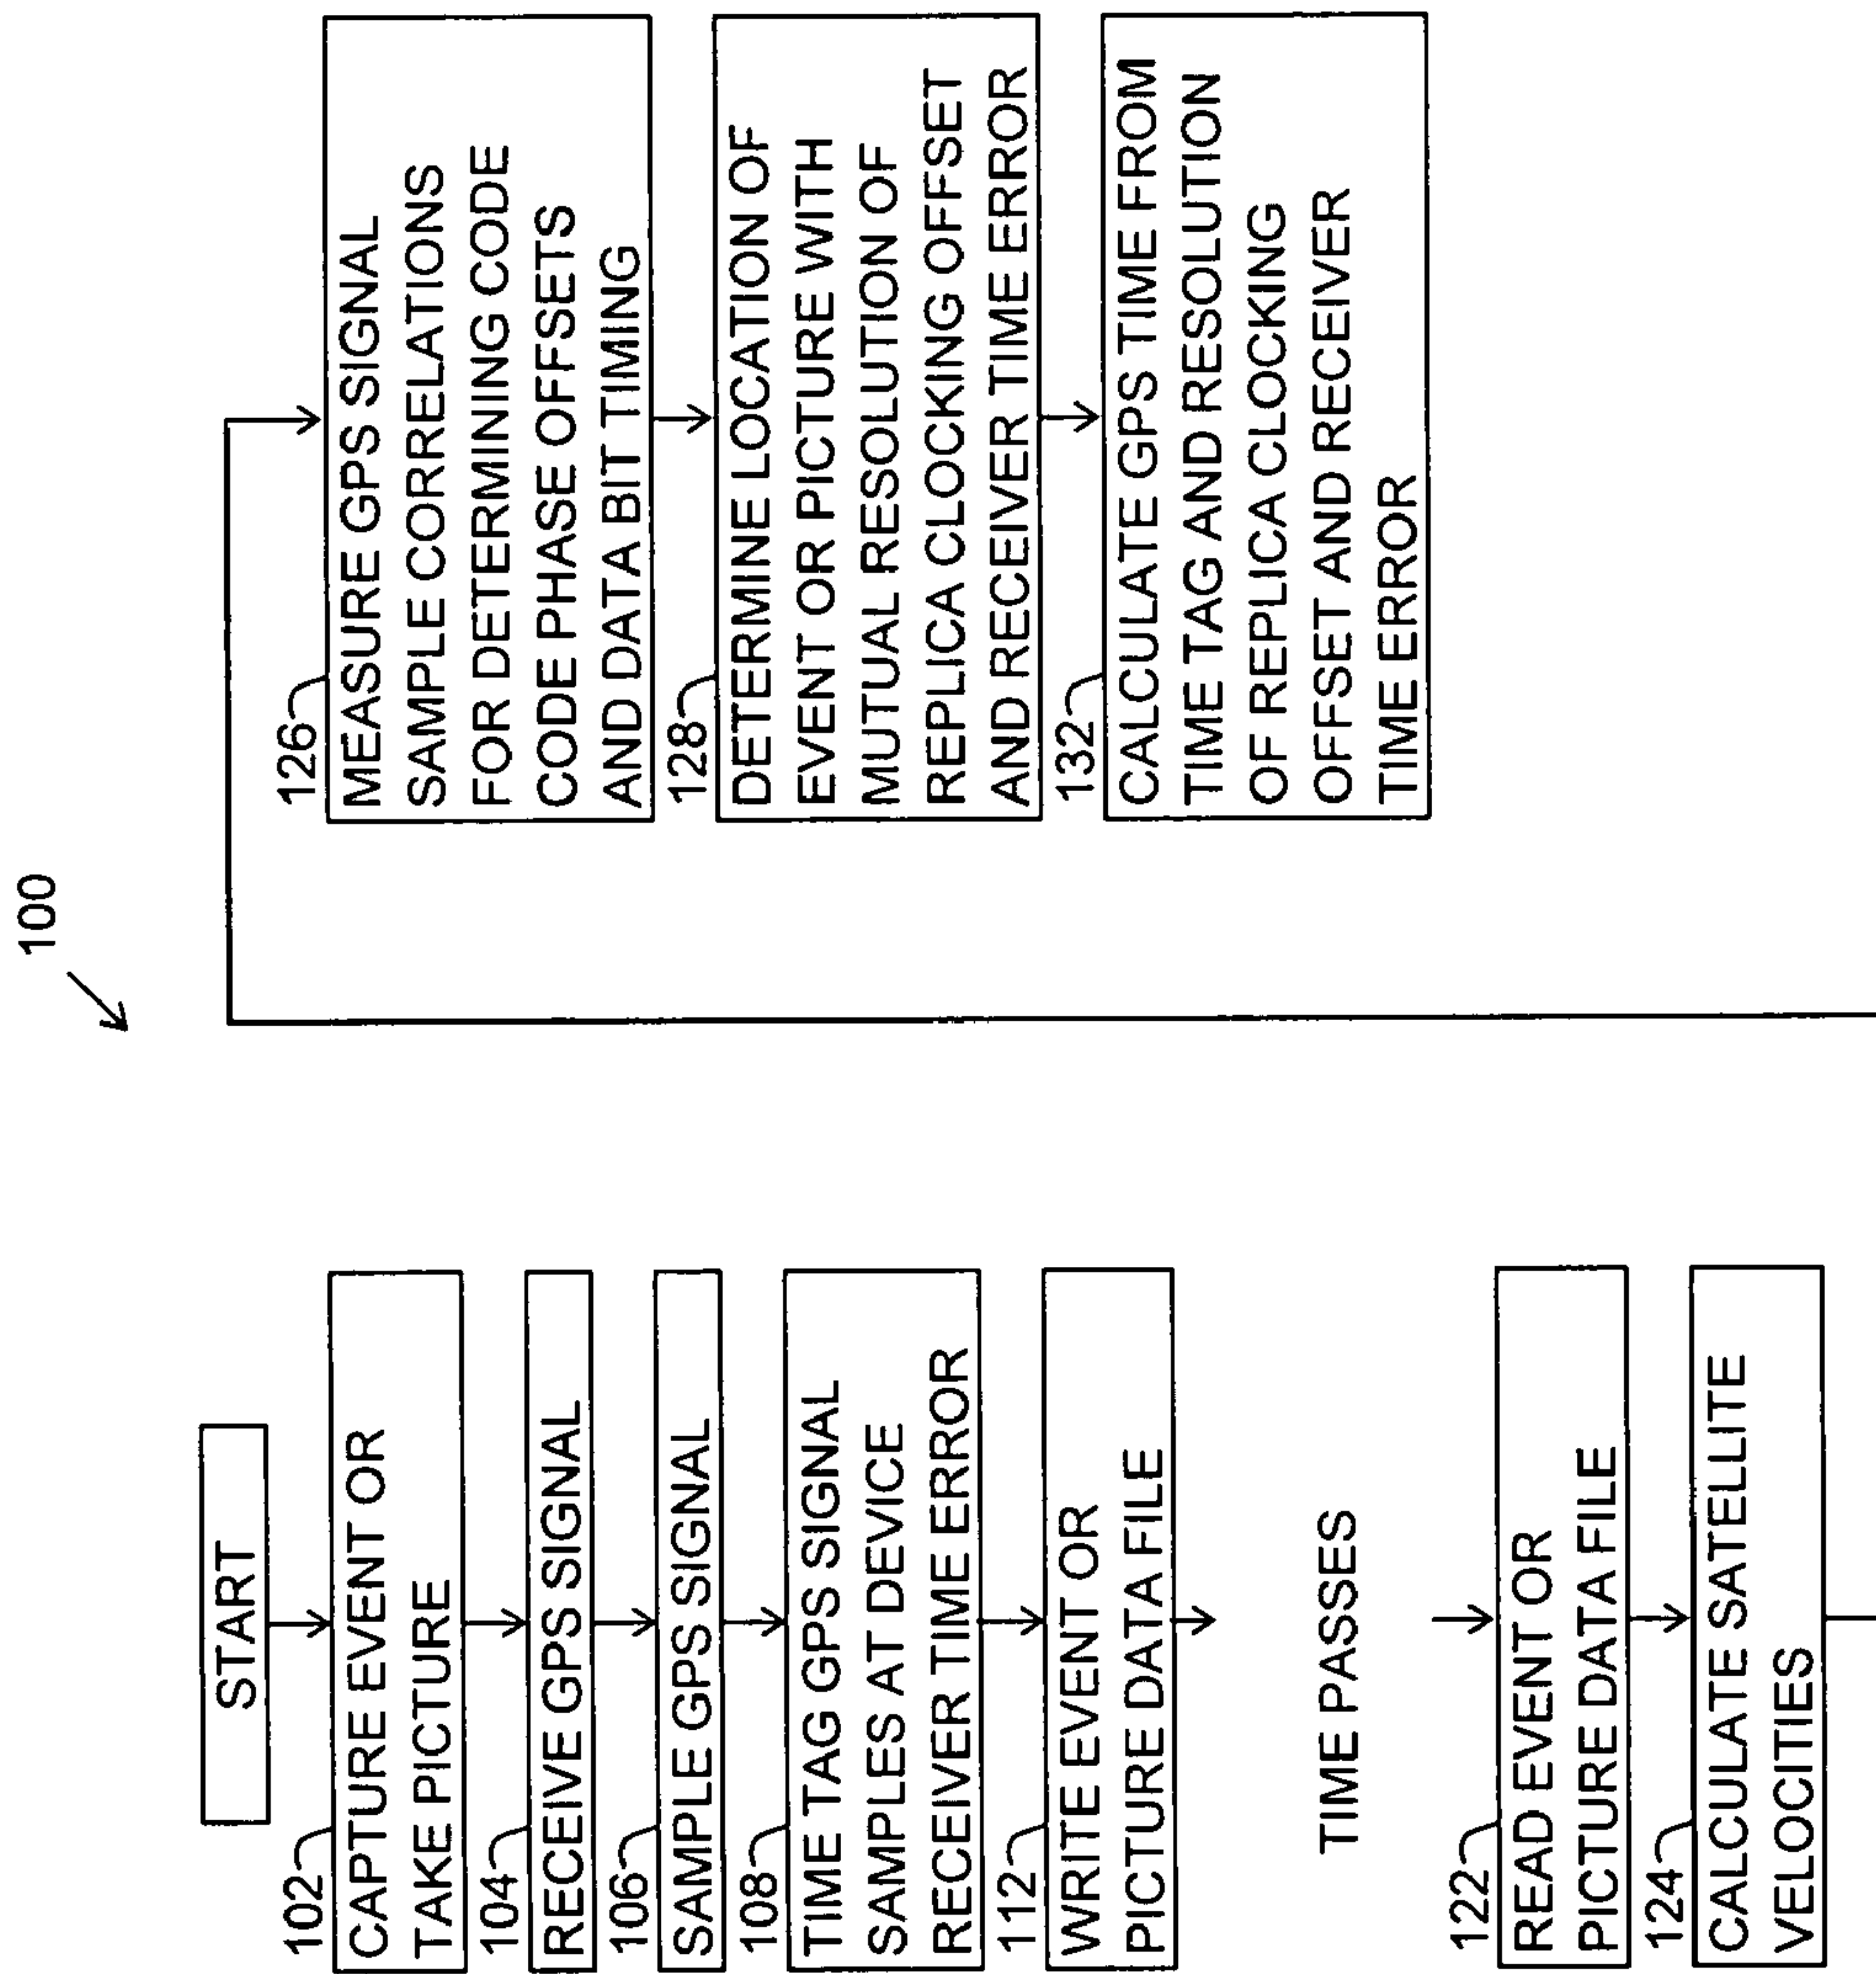 100
START
102
CAPTURE EVENT OR
TAKE PICTURE
104
RECEIVE GPS SIGNAL
106
SAMPLE GPS SIGNAL
108
TIME TAG GPS SIGNAL
SAMPLES AT DEVICE
RECEIVER TIME ERROR
112
WRITE EVENT OR
PICTURE DATA FILE
TIME PASSES
122
READ EVENT OR
PICTURE DATA FILE
124
CALCULATE SATELLITE
VELOCITIES
126
MEASURE GPS SIGNAL
SAMPLE CORRELATIONS
FOR DETERMINING CODE
CODE PHASE OFFSETS
AND DATA BIT TIMING
128
DETERMINE LOCATION OF
EVENT OR PICTURE WITH
MUTUAL RESOLUTION OF
REPLICA CLOCKING OFFSET
AND RECEIVER TIME ERROR
132
CALCULATE GPS TIME FROM
TIME TAG AND RESOLUTION
OF REPLICA CLOCKING
OFFSET AND RECEIVER
TIME ERROR